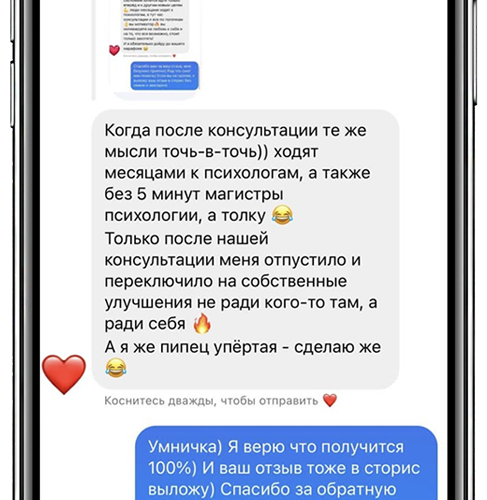 Когда после консультации те же
мысли точь-в-точь)) ходят
месяцами к психологам, а также
без 5 минут магистры
психологии, а толку 😂
Только после нашей
консультации меня отпустило и
переключило на собственные
улучшения не ради кого-то там, а
ради себя 🔥
А я же пипец упёртая - сделаю же
😂
Коснитесь дважды, чтобы отправить ❤️
Умничка) Я верю что получится
100%) И ваш отзыв тоже в сторис
выложу) Спасибо за обратную